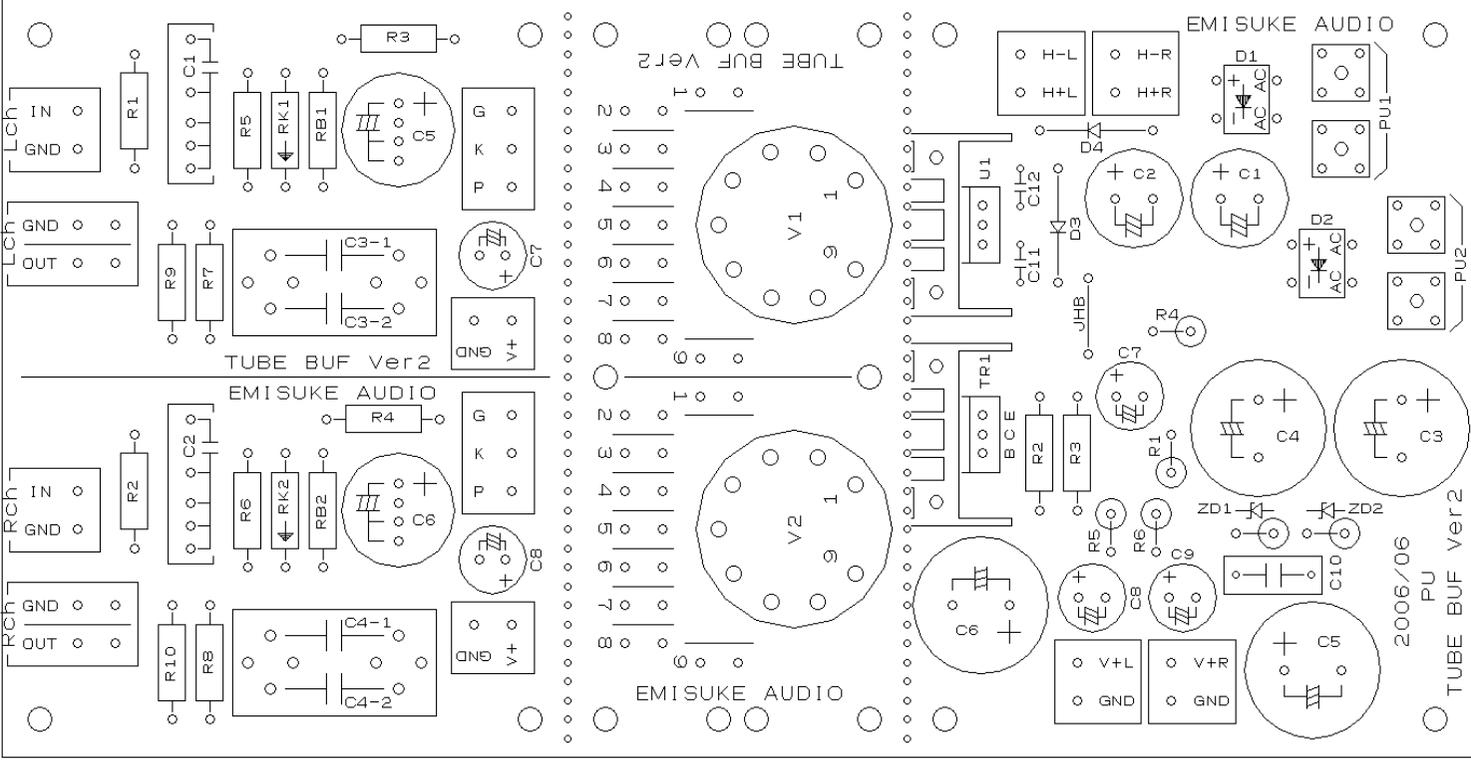 Lch
IN
GND
R1
C1
R5
RK1
RB1
R3
C5
G
K
P
Lch
GND
OUT
R9
R7
C3-1
C3-2
C7
GND
V+
TUBE BUF Ver2
EMISUKE AUDIO
Rch
IN
GND
R2
C2
R6
RK2
RB2
R4
C6
G
K
P
Rch
GND
OUT
R10
R8
C4-1
C4-2
C8
GND
V+
TUBE BUF Ver2
1
2
3
4
5
6
7
8
9
V1
1
9
1
2
3
4
5
6
7
8
9
V2
1
9
EMISUKE AUDIO
EMISUKE AUDIO
H-L
H+L
H-R
H+R
D1
AC
AC
PU1
D4
U1
C12
C11
D3
C2
C1
D2
AC
AC
PU2
JHB
R4
C7
TR1
B C E
R2
R3
R1
C4
C3
ZD1
ZD2
R5
R6
C9
C8
C10
C6
V+L
GND
V+R
GND
C5
2006/06
PU
TUBE BUF Ver2